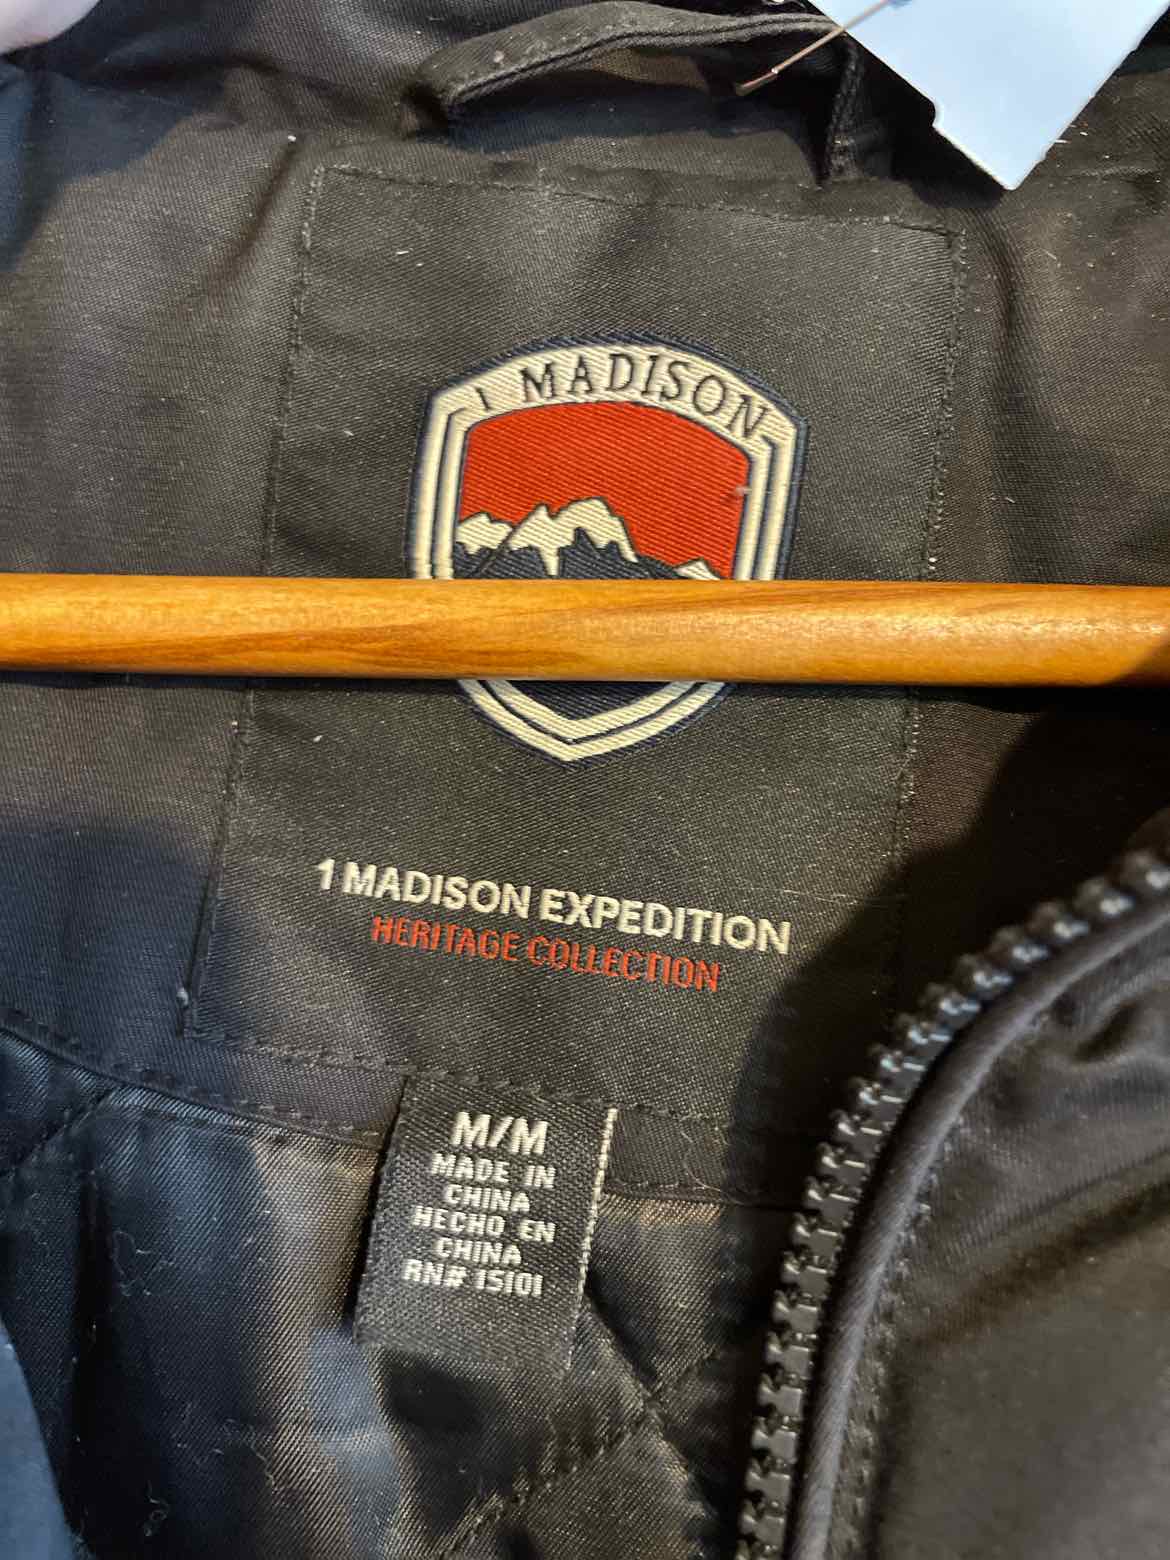 1 MADISON
1 MADISON EXPEDITION
HERITAGE COLLECTION
M/M
MADE IN
CHINA
HECHO EN
CHINA
RN# 15101